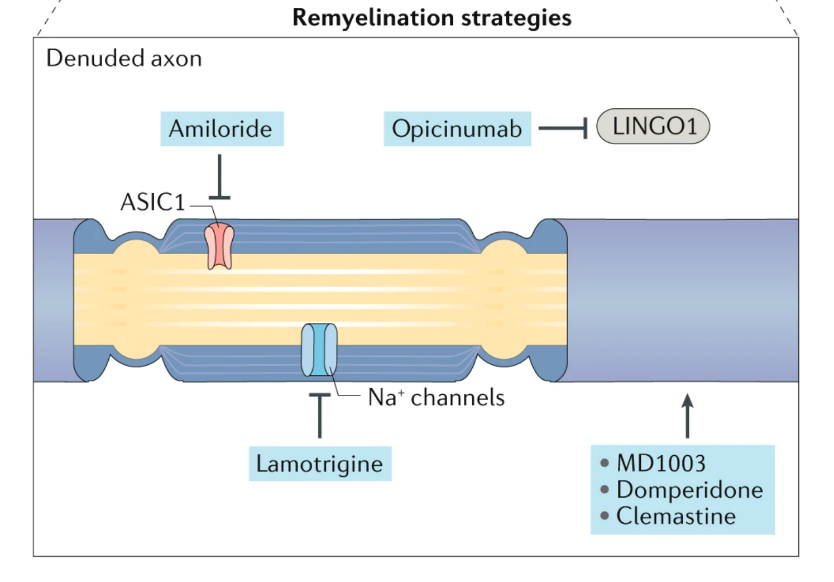 Remyelination strategies
Denuded axon
Amiloride
Opicinumab
LINGO1
ASIC1
Na⁺ channels
Lamotrigine
• MD1003
• Domperidone
• Clemastine